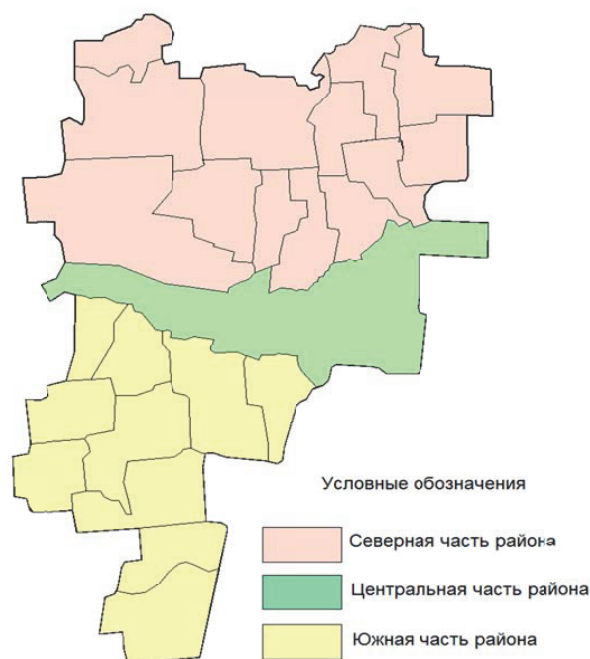 Условные обозначения
Северная часть района
Центральная часть района
Южная часть района